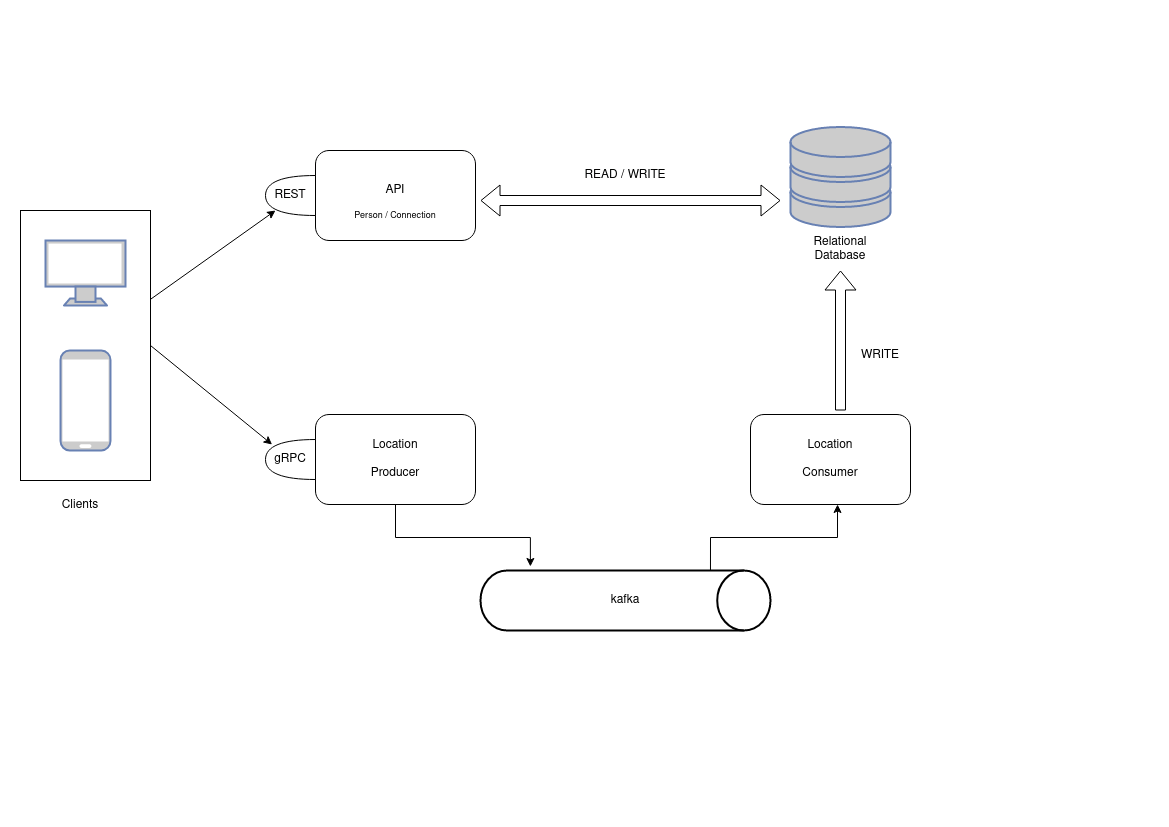 READ / WRITE
REST
API
Person / Connection
Relational
Database
WRITE
Clients
gRPC
Location
Producer
Location
Consumer
kafka